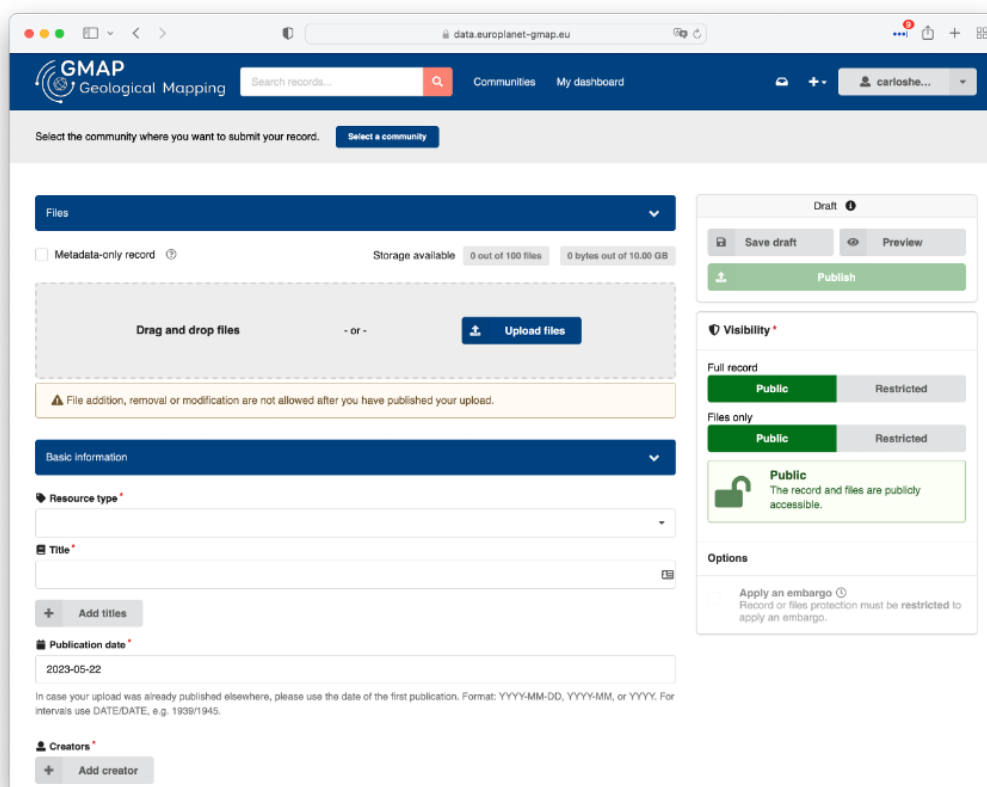 data.europlanet-gmap.eu
9
GMAP
Geological Mapping
Search records...
Communities
My dashboard
carloshe...
Select the community where you want to submit your record.
Select a community
Files
Metadata-only record
Storage available
0 out of 100 files
0 bytes out of 10.00 GB
Drag and drop files
- or -
Upload files
File addition, removal or modification are not allowed after you have published your upload.
Basic information
Resource type *
Title *
+ Add titles
Publication date *
2023-05-22
In case your upload was already published elsewhere, please use the date of the first publication. Format: YYYY-MM-DD, YYYY-MM, or YYYY. For
intervals use DATE/DATE, e.g. 1939/1945.
Creators *
+ Add creator
Draft
Save draft
Preview
Publish
Visibility *
Full record
Public
Restricted
Files only
Public
Restricted
Public
The record and files are publicly
accessible.
Options
Apply an embargo
Record or files protection must be restricted to
apply an embargo.